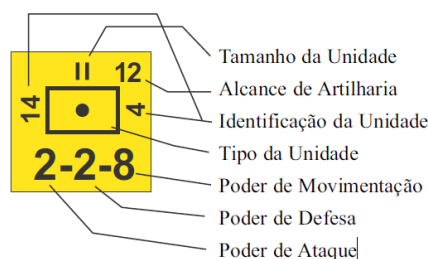 Tamanho da Unidade
II 12
Alcance de Artilharia
14
4
Identificação da Unidade
Tipo da Unidade
2-2-8
Poder de Movimentação
Poder de Defesa
Poder de Ataque